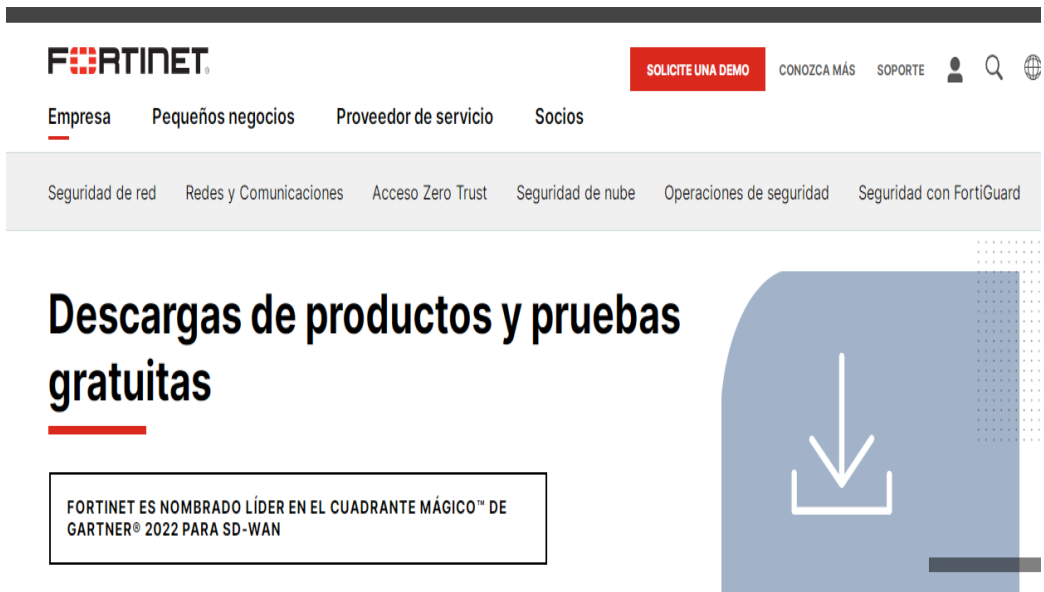 FORTINET
SOLICITE UNA DEMO CONOZCA MÁS SOPORTE
Empresa Pequeños negocios Proveedor de servicio Socios
Seguridad de red Redes y Comunicaciones Acceso Zero Trust Seguridad de nube Operaciones de seguridad Seguridad con FortiGuard
Descargas de productos y pruebas
gratuitas
FORTINET ES NOMBRADO LÍDER EN EL CUADRANTE MÁGICO™ DE
GARTNER® 2022 PARA SD-WAN